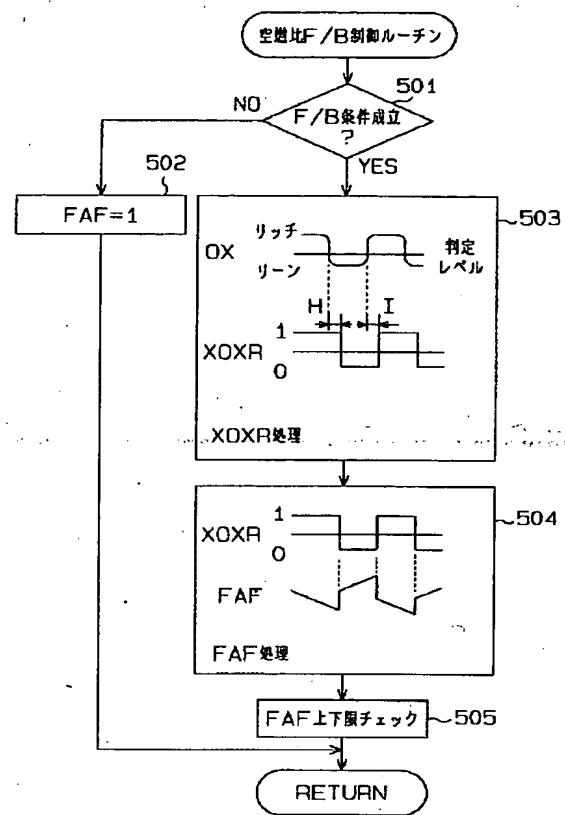 空燃比F/B制御ルーチン
501
F/B条件成立
?
NO
YES
502
FAF=1
503
OX
リッチ
リーン
判定
レベル
H
I
XOXR
1
0
XOXR処理
504
XOXR
1
0
FAF
FAF処理
FAF上下限チェック
505
RETURN